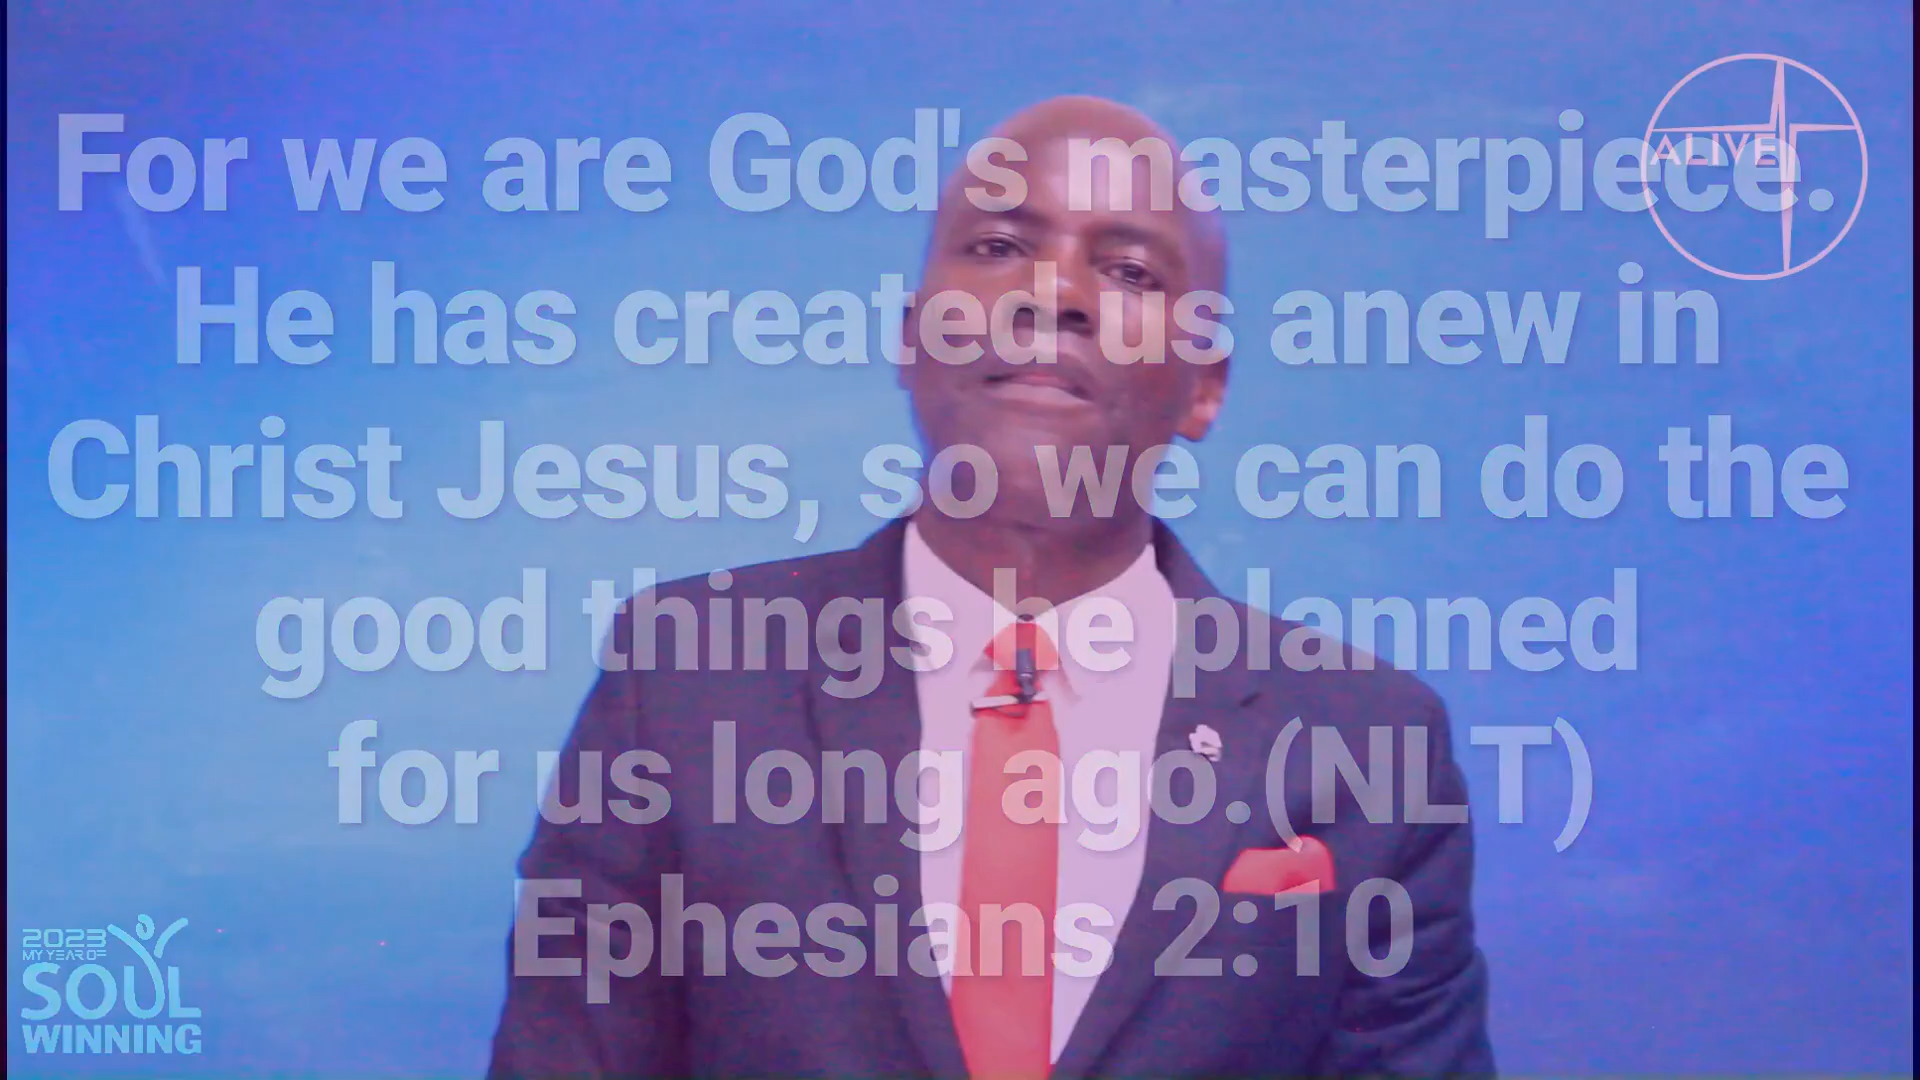 For we are God's masterpiece.
He has created us anew in
Christ Jesus, so we can do the
good things he planned
for us long ago.(NLT)
Ephesians 2:10
ALIVE
2023
MY YEAR OF
SOUL
WINNING